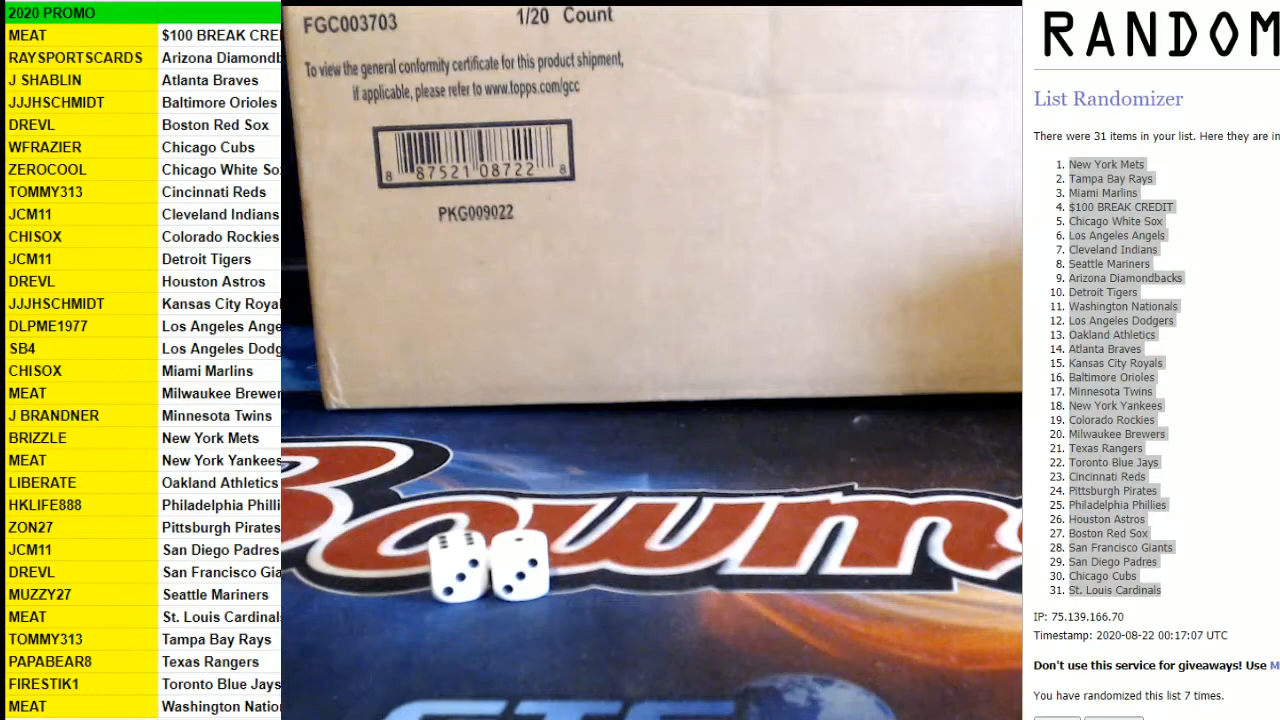 2020 PROMO
MEAT $100 BREAK CRE
RAYSPORTSCARDS Arizona Diamondb
J SHABLIN Atlanta Braves
JJJHSCHMIDT Baltimore Orioles
DREVL Boston Red Sox
WFRAZIER Chicago Cubs
ZEROCOOL Chicago White So
TOMMY313 Cincinnati Reds
JCM11 Cleveland Indians
CHISOX Colorado Rockies
JCM11 Detroit Tigers
DREVL Houston Astros
JJJHSCHMIDT Kansas City Royal
DLPME1977 Los Angeles Ange
SB4 Los Angeles Dodg
CHISOX Miami Marlins
MEAT Milwaukee Brewer
J BRANDNER Minnesota Twins
BRIZZLE New York Mets
MEAT New York Yankees
LIBERATE Oakland Athletics
HKLIFE888 Philadelphia Philli
ZON27 Pittsburgh Pirates
JCM11 San Diego Padres
DREVL San Francisco Gia
MUZZY27 Seattle Mariners
MEAT St. Louis Cardinal
TOMMY313 Tampa Bay Rays
PAPABEAR8 Texas Rangers
FIRESTIK1 Toronto Blue Jays
MEAT Washington Natio
FGC003703 1/20 Count
To view the general conformity certificate for this product shipment,
if applicable, please refer to www.topps.com/gcc
8 87521 08722 8
PKG009022
Bowm
RANDOM
List Randomizer
There were 31 items in your list. Here they are in
1. New York Mets
2. Tampa Bay Rays
3. Miami Marlins
4. $100 BREAK CREDIT
5. Chicago White Sox
6. Los Angeles Angels
7. Cleveland Indians
8. Seattle Mariners
9. Arizona Diamondbacks
10. Detroit Tigers
11. Washington Nationals
12. Los Angeles Dodgers
13. Oakland Athletics
14. Atlanta Braves
15. Kansas City Royals
16. Baltimore Orioles
17. Minnesota Twins
18. New York Yankees
19. Colorado Rockies
20. Milwaukee Brewers
21. Texas Rangers
22. Toronto Blue Jays
23. Cincinnati Reds
24. Pittsburgh Pirates
25. Philadelphia Phillies
26. Houston Astros
27. Boston Red Sox
28. San Francisco Giants
29. San Diego Padres
30. Chicago Cubs
31. St. Louis Cardinals
IP: 75.139.166.70
Timestamp: 2020-08-22 00:17:07 UTC
Don't use this service for giveaways! Use M
You have randomized this list 7 times.